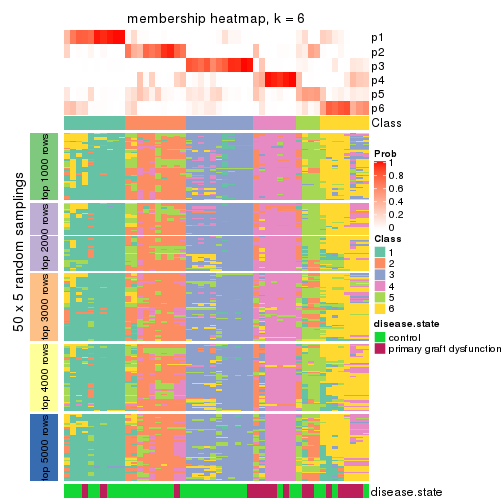 membership heatmap, k = 6
p1
p2
p3
p4
p5
p6
Class
50 x 5 random samplings
top 1000 rows
top 2000 rows
top 3000 rows
top 4000 rows
top 5000 rows
Prob
1
0.8
0.6
0.4
0.2
0
Class
1
2
3
4
5
6
disease.state
control
primary graft dysfunction
disease.state